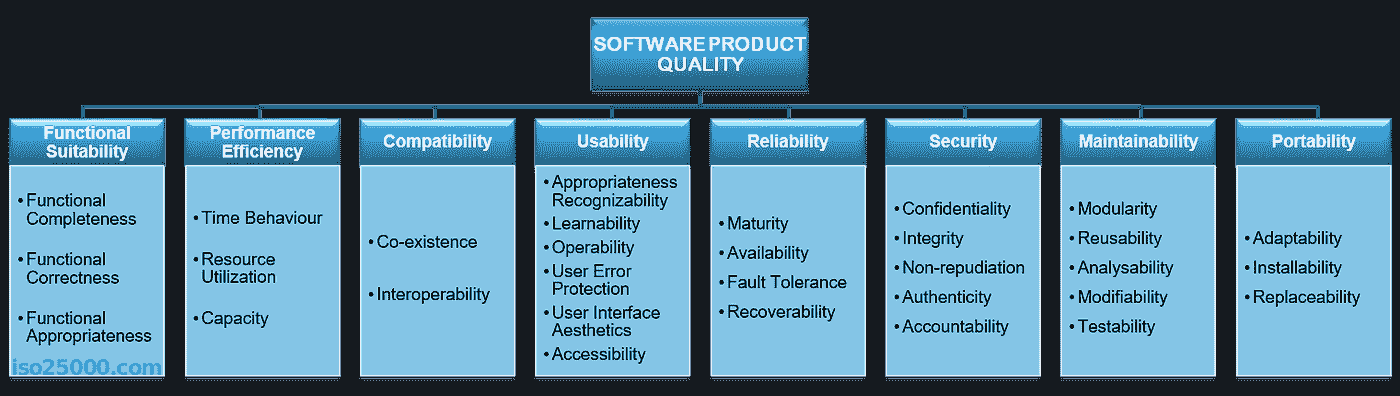 SOFTWARE PRODUCT
QUALITY
Functional
Suitability
• Functional
Completeness
• Functional
Correctness
• Functional
Appropriateness
iso25000.com
Performance
Efficiency
• Time Behaviour
• Resource
Utilization
• Capacity
Compatibility
• Co-existence
• Interoperability
Usability
• Appropriateness
Recognizability
• Learnability
• Operability
• User Error
Protection
• User Interface
Aesthetics
• Accessibility
Reliability
• Maturity
• Availability
• Fault Tolerance
• Recoverability
Security
• Confidentiality
• Integrity
• Non-repudiation
• Authenticity
• Accountability
Maintainability
• Modularity
• Reusability
• Analysability
• Modifiability
• Testability
Portability
• Adaptability
• Installability
• Replaceability